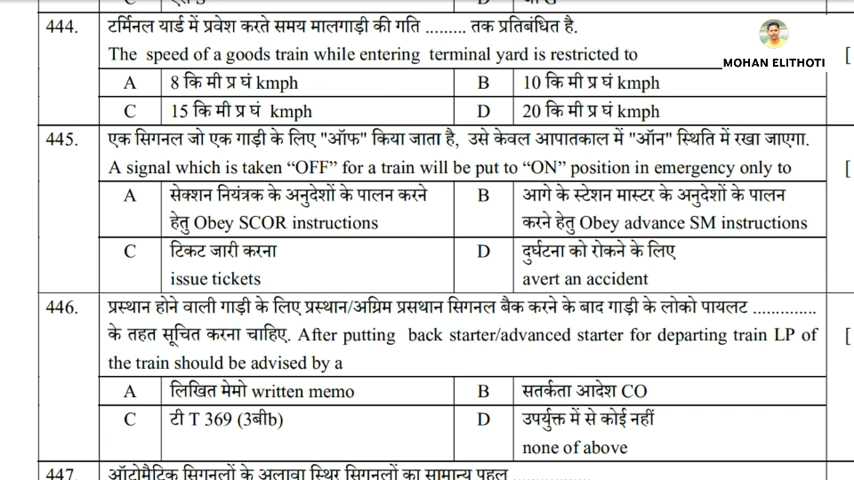 444. टर्मिनल यार्ड में प्रवेश करते समय मालगाड़ी की गति ......... तक प्रतिबंधित है.
The speed of a goods train while entering terminal yard is restricted to [
MOHAN ELITHOTI
A 8 कि मी प्र घं kmph B 10 कि मी प्र घं kmph
C 15 कि मी प्र घं kmph D 20 कि मी प्र घं kmph
445. एक सिगनल जो एक गाड़ी के लिए "ऑफ" किया जाता है, उसे केवल आपातकाल में "ऑन" स्थिति में रखा जाएगा.
A signal which is taken “OFF” for a train will be put to “ON” position in emergency only to [
A सेक्शन नियंत्रक के अनुदेशों के पालन करने
हेतु Obey SCOR instructions
B आगे के स्टेशन मास्टर के अनुदेशों के पालन
करने हेतु Obey advance SM instructions
C टिकट जारी करना
issue tickets
D दुर्घटना को रोकने के लिए
avert an accident
446. प्रस्थान होने वाली गाड़ी के लिए प्रस्थान/अग्रिम प्रसथान सिगनल बैक करने के बाद गाड़ी के लोको पायलट ..............
के तहत सूचित करना चाहिए. After putting back starter/advanced starter for departing train LP of [
the train should be advised by a
A लिखित मेमो written memo B सतर्कता आदेश CO
C टी T 369 (3बीb) D उपर्युक्त में से कोई नहीं
none of above
447. ऑटोमैटिक सिगनलों के अलावा स्थिर सिगनलों का सामान्य पहलू ..............